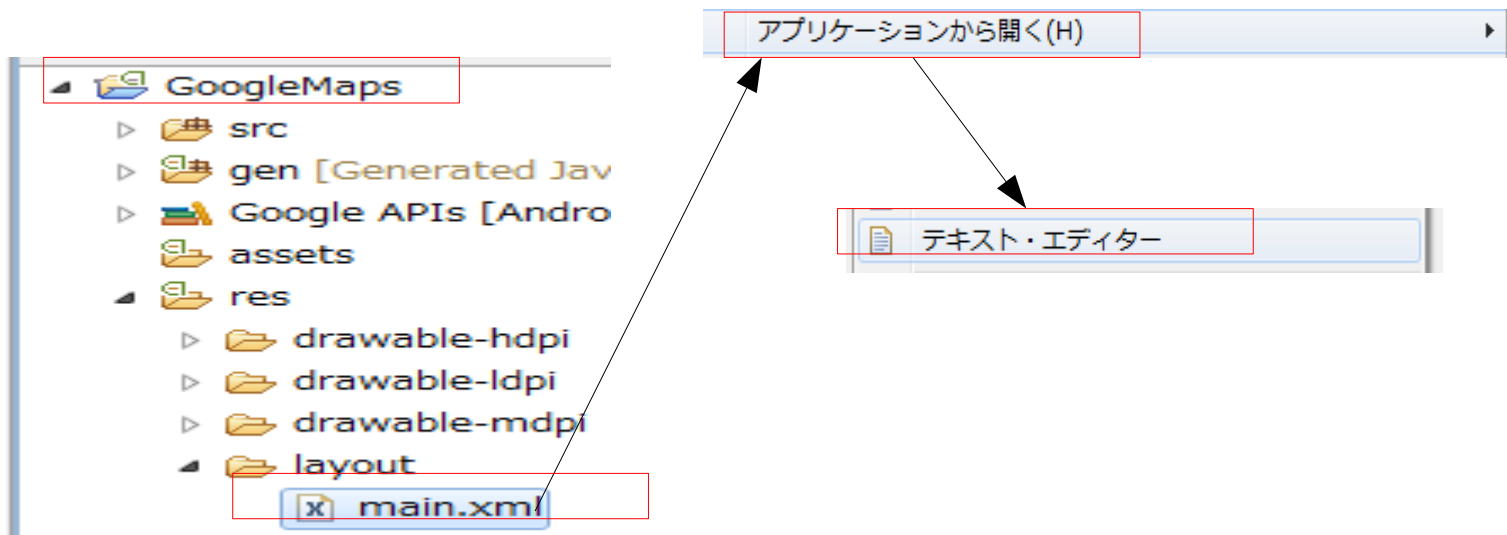 アプリケーションから開く(H)
GoogleMaps
src
gen [Generated Jav
Google APIs [Andro
テキスト・エディター
assets
res
drawable-hdpi
drawable-ldpi
drawable-mdpi
layout
main.xml